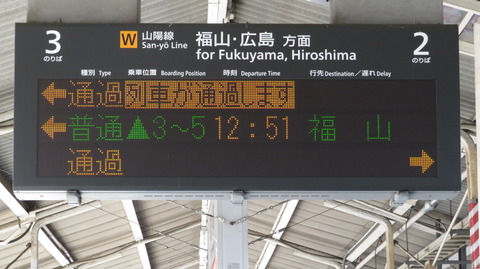 3 のりば
W 山陽線 San-yō Line 福山・広島 方面 for Fukuyama, Hiroshima
2 のりば
種別 Type 乗車位置 Boarding Position 時刻 Departure Time 行先 Destination／遅れ Delay
← 通過 列車が通過します
← 普通 ▲3〜5 12:51 福 山
通過 →